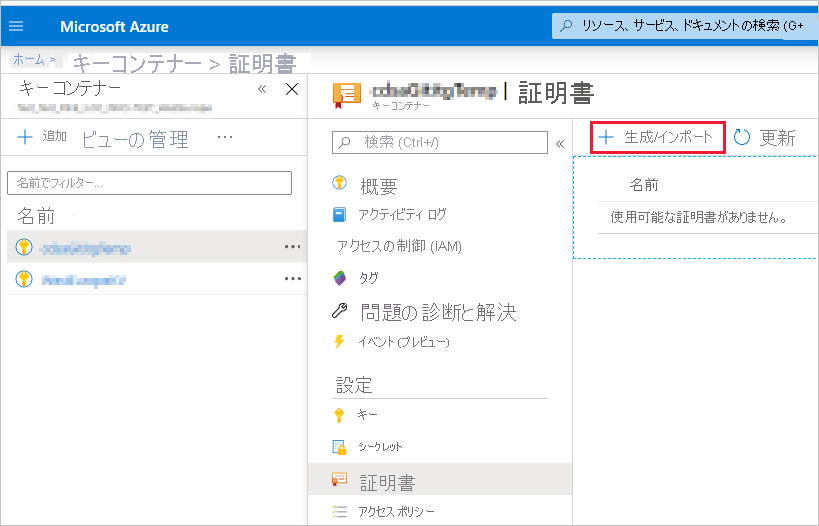 Microsoft Azure
リソース、サービス、ドキュメントの検索 (G+
ホーム >
キーコンテナー > 証明書
キー コンテナー
追加
ビューの管理
...
名前でフィルター...
名前
| 証明書
キーコンテナー
検索 (Ctrl+/)
概要
アクティビティ ログ
アクセスの制御 (IAM)
タグ
問題の診断と解決
イベント (プレビュー)
設定
キー
シークレット
証明書
アクセス ポリシー
生成/インポート
更新
名前
使用可能な証明書がありません。